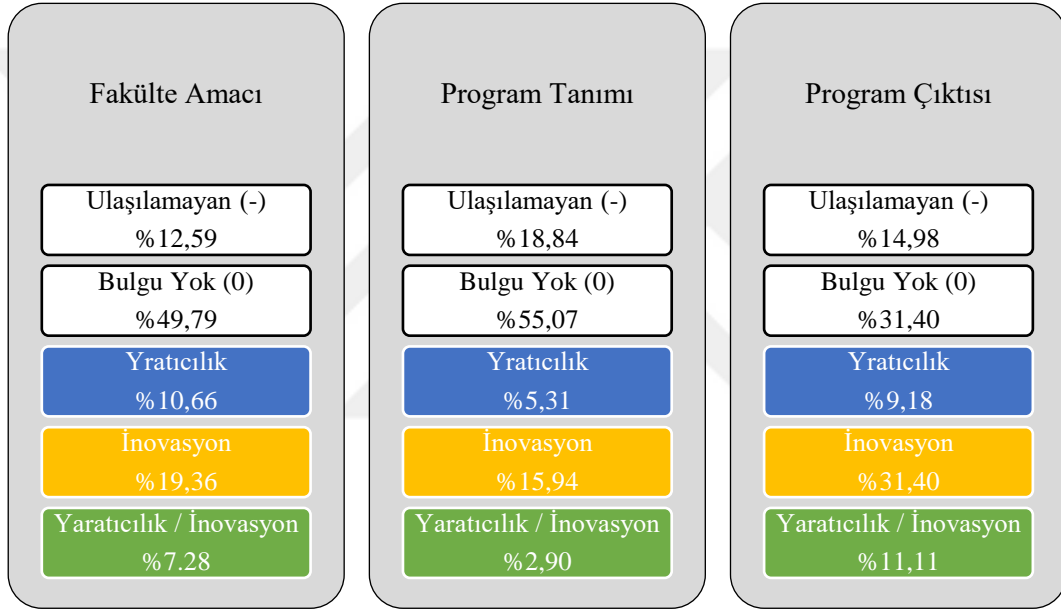 Fakülte Amacı
Ulaşılamayan (-)
%12,59
Bulgu Yok (0)
%49,79
Yratıcılık
%10,66
İnovasyon
%19,36
Yaratıcılık / İnovasyon
%7.28
Program Tanımı
Ulaşılamayan (-)
%18,84
Bulgu Yok (0)
%55,07
Yratıcılık
%5,31
İnovasyon
%15,94
Yaratıcılık / İnovasyon
%2,90
Program Çıktısı
Ulaşılamayan (-)
%14,98
Bulgu Yok (0)
%31,40
Yratıcılık
%9,18
İnovasyon
%31,40
Yaratıcılık / İnovasyon
%11,11